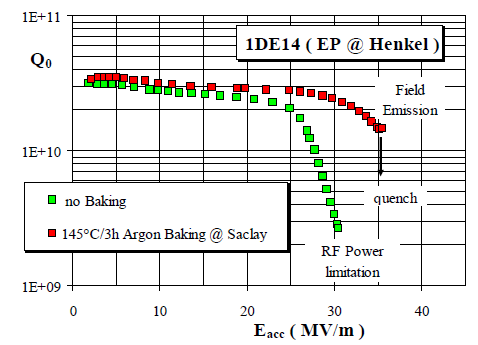 1E+11
1DE14 ( EP @ Henkel )
Q0
Field
Emission
1E+10
no Baking
quench
145°C/3h Argon Baking @ Saclay
RF Power
limitation
1E+09
0 10 20 30 40
Eacc ( MV/m )